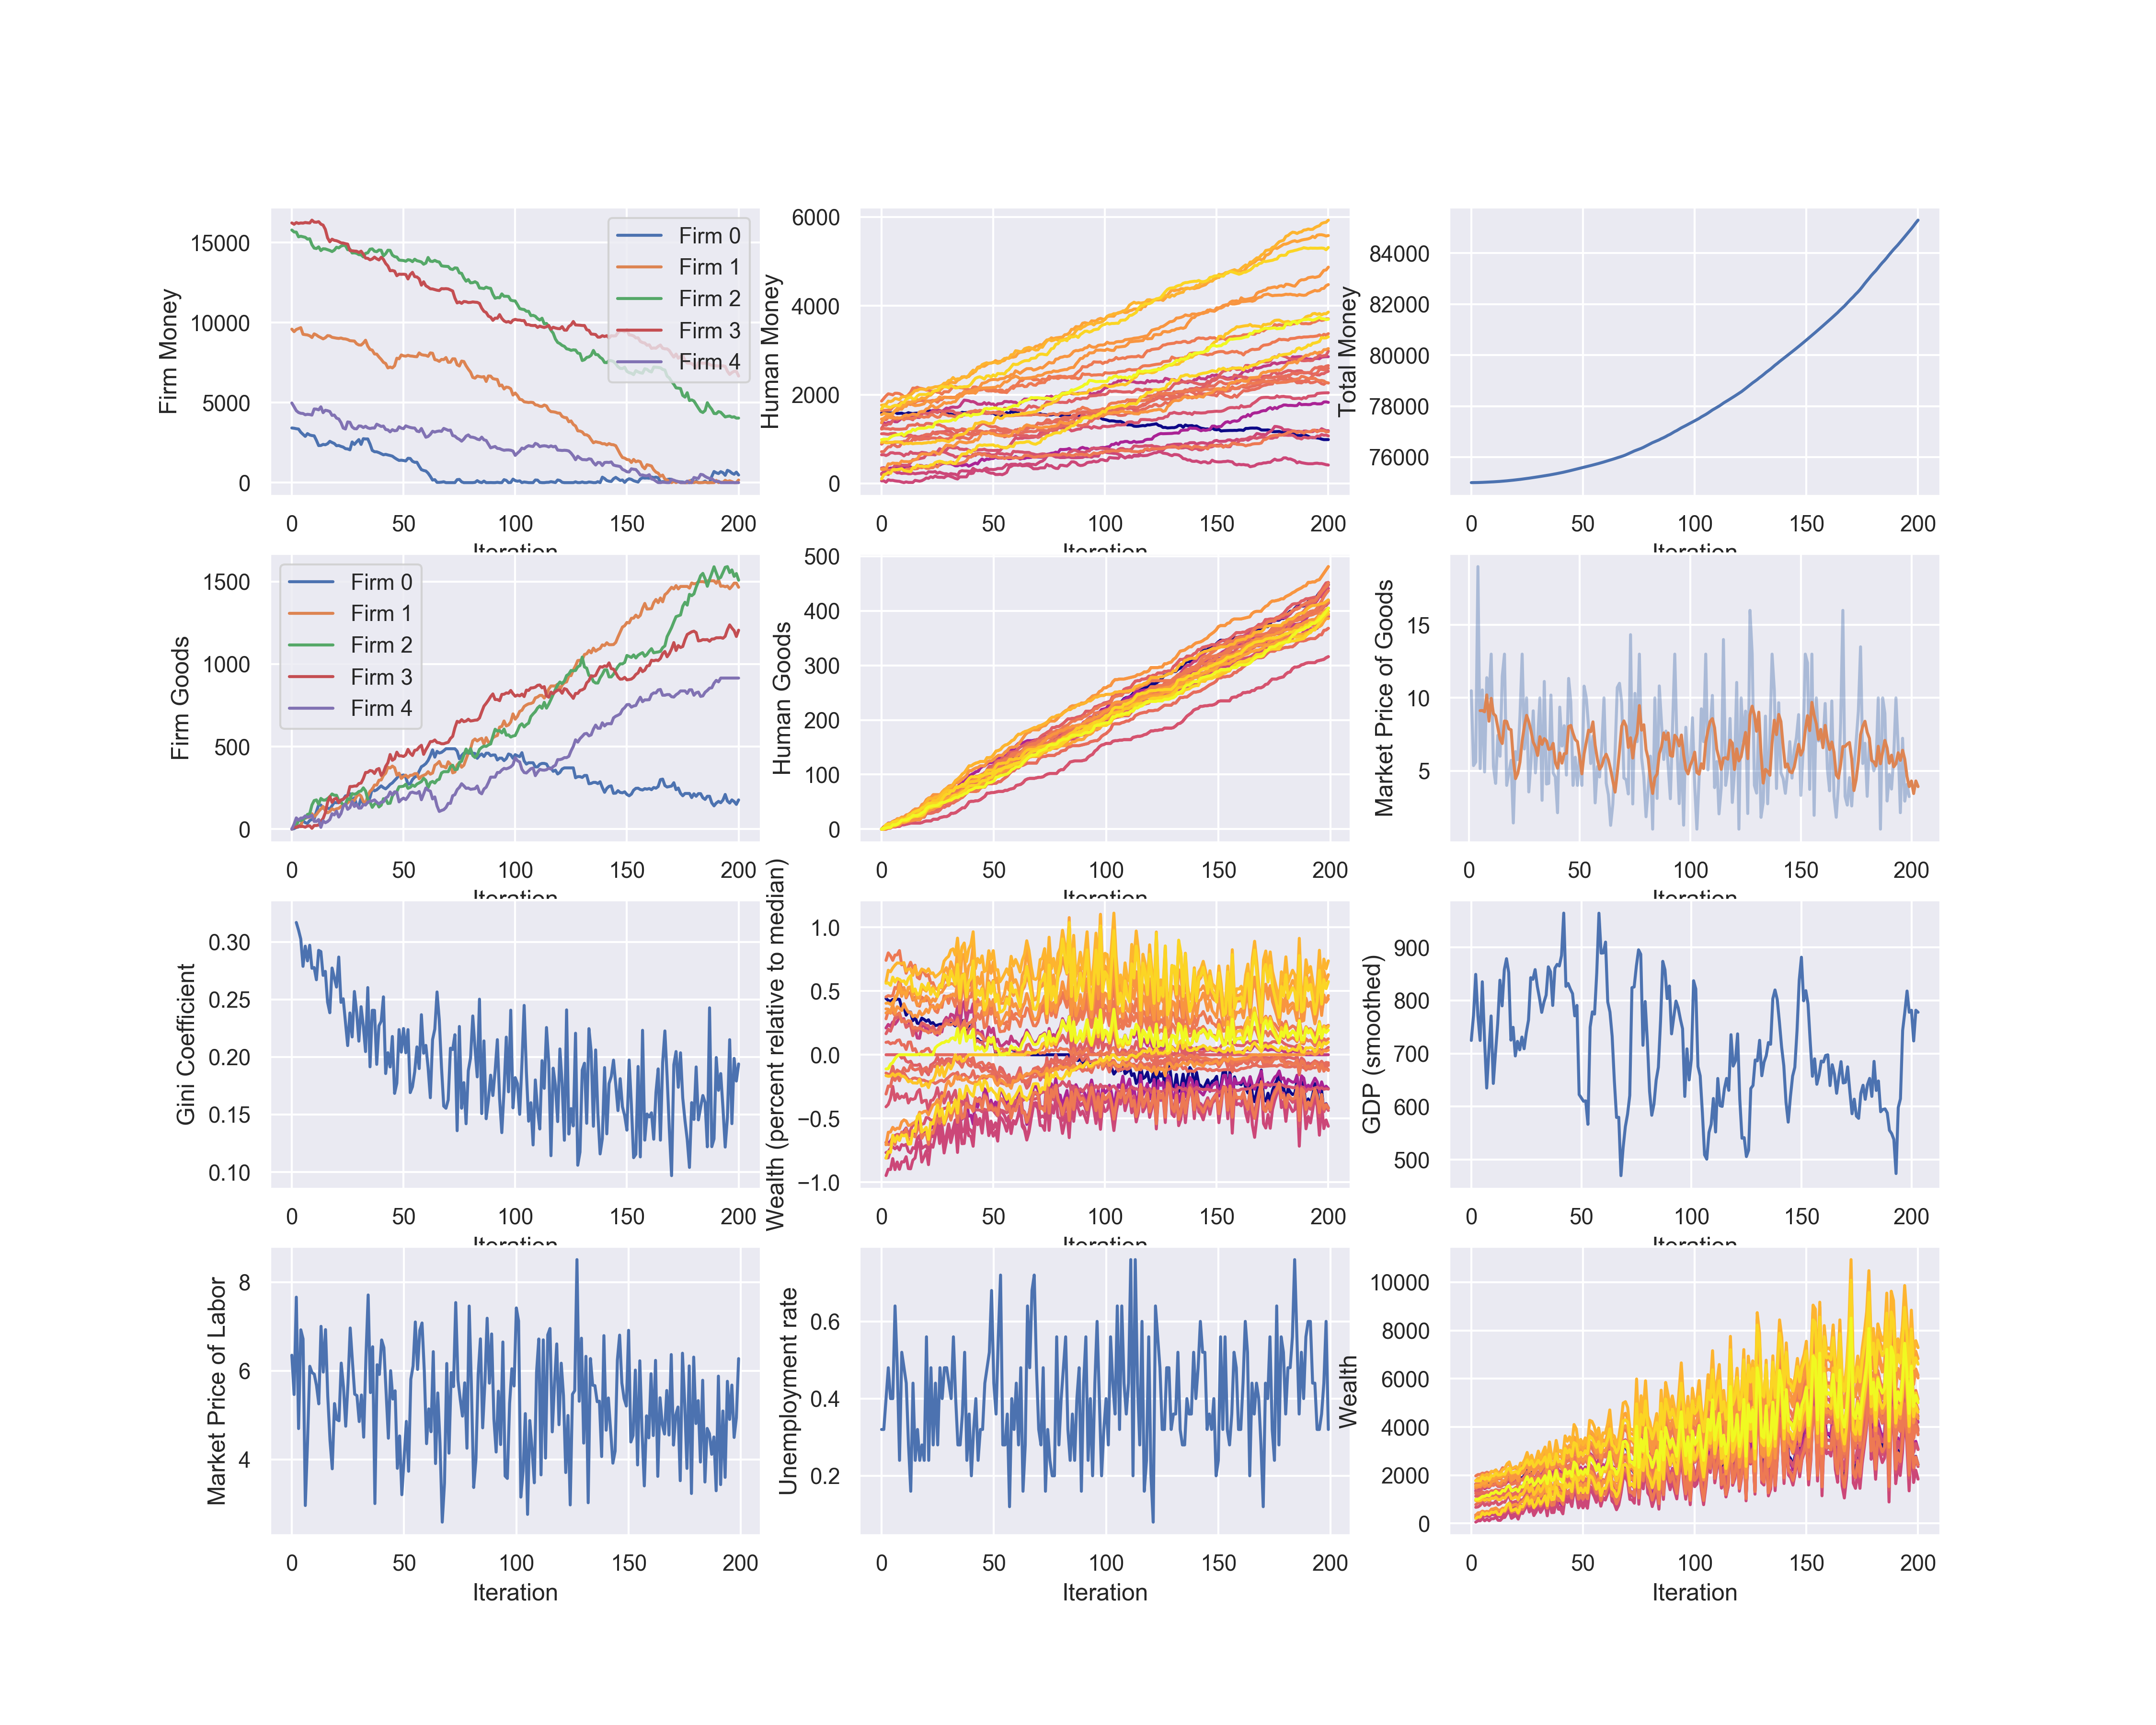 Firm Money
15000
10000
5000
0
Firm 0
Firm 1
Firm 2
Firm 3
Firm 4
0 50 100 150 200
Iteration
Human Money
6000
4000
2000
0
0 50 100 150 200
Iteration
Total Money
84000
82000
80000
78000
76000
0 50 100 150 200
Iteration
Firm Goods
1500
1000
500
0
Firm 0
Firm 1
Firm 2
Firm 3
Firm 4
0 50 100 150 200
Iteration
Human Goods
500
400
300
200
100
0
0 50 100 150 200
Iteration
Market Price of Goods
15
10
5
0 50 100 150 200
Iteration
Gini Coefficient
0.30
0.25
0.20
0.15
0.10
0 50 100 150 200
Iteration
Wealth (percent relative to median)
1.0
0.5
0.0
−0.5
−1.0
0 50 100 150 200
Iteration
GDP (smoothed)
900
800
700
600
500
0 50 100 150 200
Iteration
Market Price of Labor
8
6
4
0 50 100 150 200
Iteration
Unemployment rate
0.6
0.4
0.2
0 50 100 150 200
Iteration
Wealth
10000
8000
6000
4000
2000
0
0 50 100 150 200
Iteration